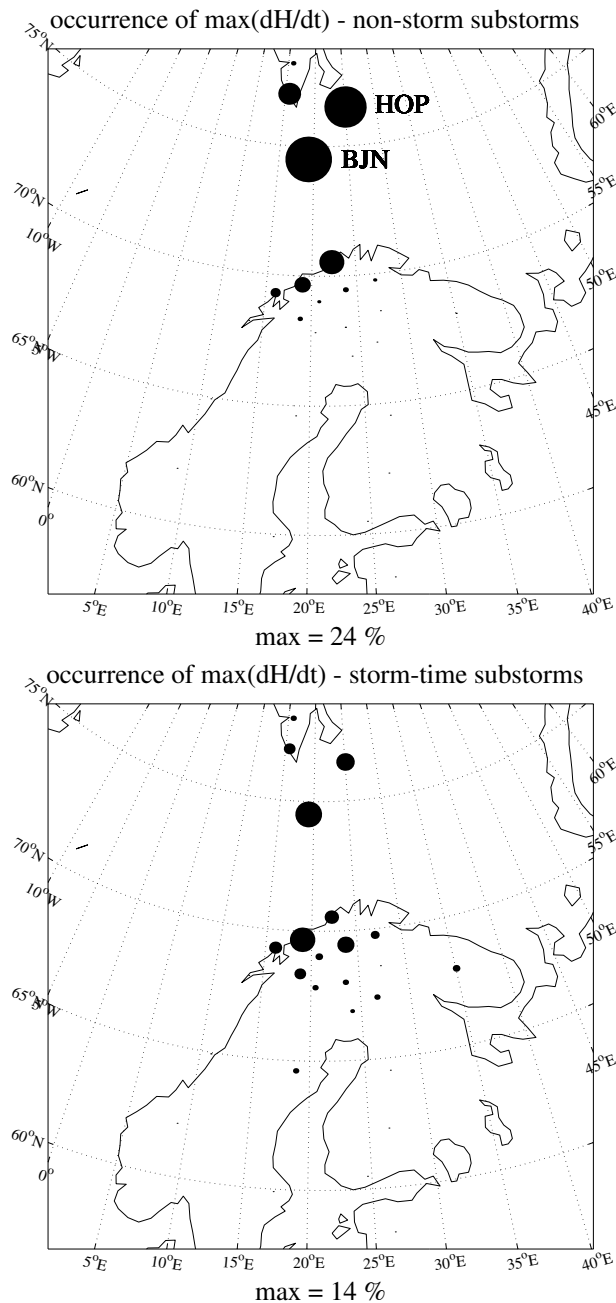 occurrence of max(dH/dt) - non-storm substorms
75°N
HOP
60°E
BJN
55°E
70°N
10°W
50°E
65°N
5°W
45°E
60°N
0°
5°E
10°E
15°E
20°E
25°E
30°E
35°E
40°E
max = 24 %
occurrence of max(dH/dt) - storm-time substorms
75°N
60°E
55°E
70°N
10°W
50°E
65°N
5°W
45°E
60°N
0°
5°E
10°E
15°E
20°E
25°E
30°E
35°E
40°E
max = 14 %